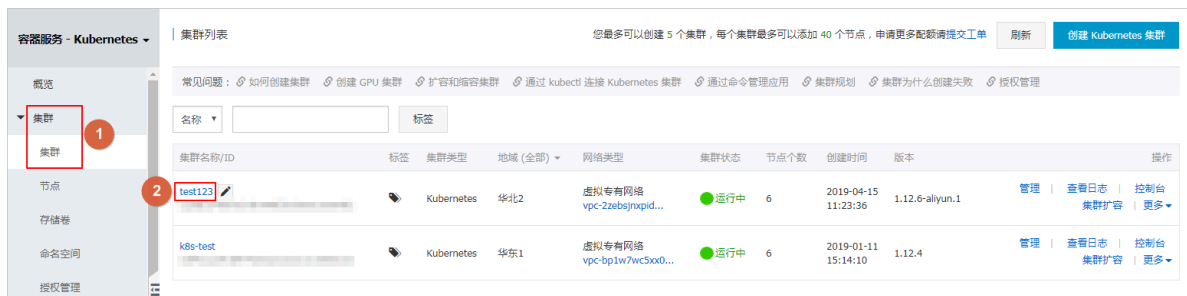 容器服务 - Kubernetes
集群列表
您最多可以创建 5 个集群，每个集群最多可以添加 40 个节点，申请更多配额请提交工单
刷新
创建 Kubernetes 集群
概览
集群
1
集群
节点
存储卷
命名空间
授权管理
常见问题： 如何创建集群 创建 GPU 集群 扩容和缩容集群 通过 kubectl 连接 Kubernetes 集群 通过命令管理应用 集群规划 集群为什么创建失败 授权管理
名称
标签
集群名称/ID 标签 集群类型 地域 (全部) 网络类型 集群状态 节点个数 创建时间 版本 操作
2
test123 Kubernetes 华北2 虚拟专有网络 运行中 6 2019-04-15 1.12.6-aliyun.1 管理 | 查看日志 | 控制台
vpc-2zebsjnxpid... 11:23:36 集群扩容 | 更多
k8s-test Kubernetes 华东1 虚拟专有网络 运行中 6 2019-01-11 1.12.4 管理 | 查看日志 | 控制台
vpc-bp1w7wc5xx0... 15:14:10 集群扩容 | 更多